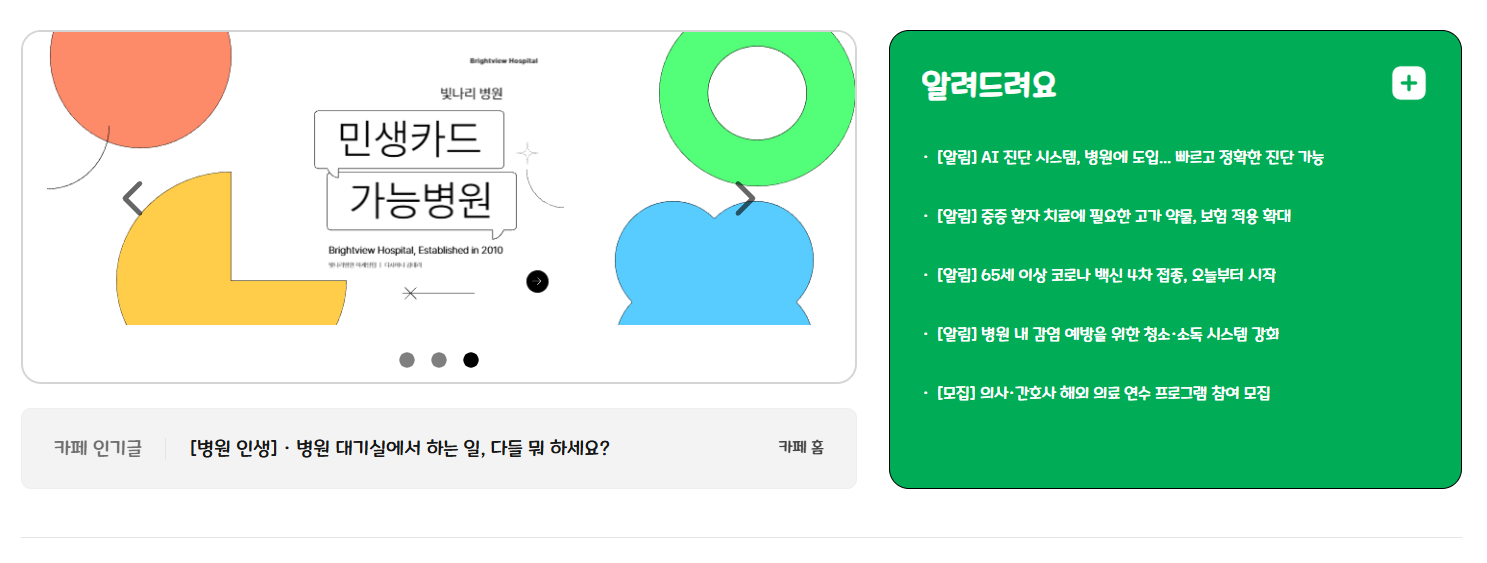 Brightview Hospital
빛나리 병원
민생카드
가능병원
Brightview Hospital, Established in 2010
카페 인기글
[병원 인생] · 병원 대기실에서 하는 일, 다들 뭐 하세요?
카페 홈
알려드려요
· [알림] AI 진단 시스템, 병원에 도입... 빠르고 정확한 진단 가능
· [알림] 중증 환자 치료에 필요한 고가 약물, 보험 적용 확대
· [알림] 65세 이상 코로나 백신 4차 접종, 오늘부터 시작
· [알림] 병원 내 감염 예방을 위한 청소·소독 시스템 강화
· [모집] 의사·간호사 해외 의료 연수 프로그램 참여 모집